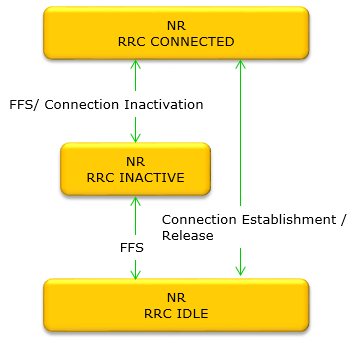 NR
RRC CONNECTED
FFS/ Connection Inactivation
NR
RRC INACTIVE
Connection Establishment /
Release
FFS
NR
RRC IDLE